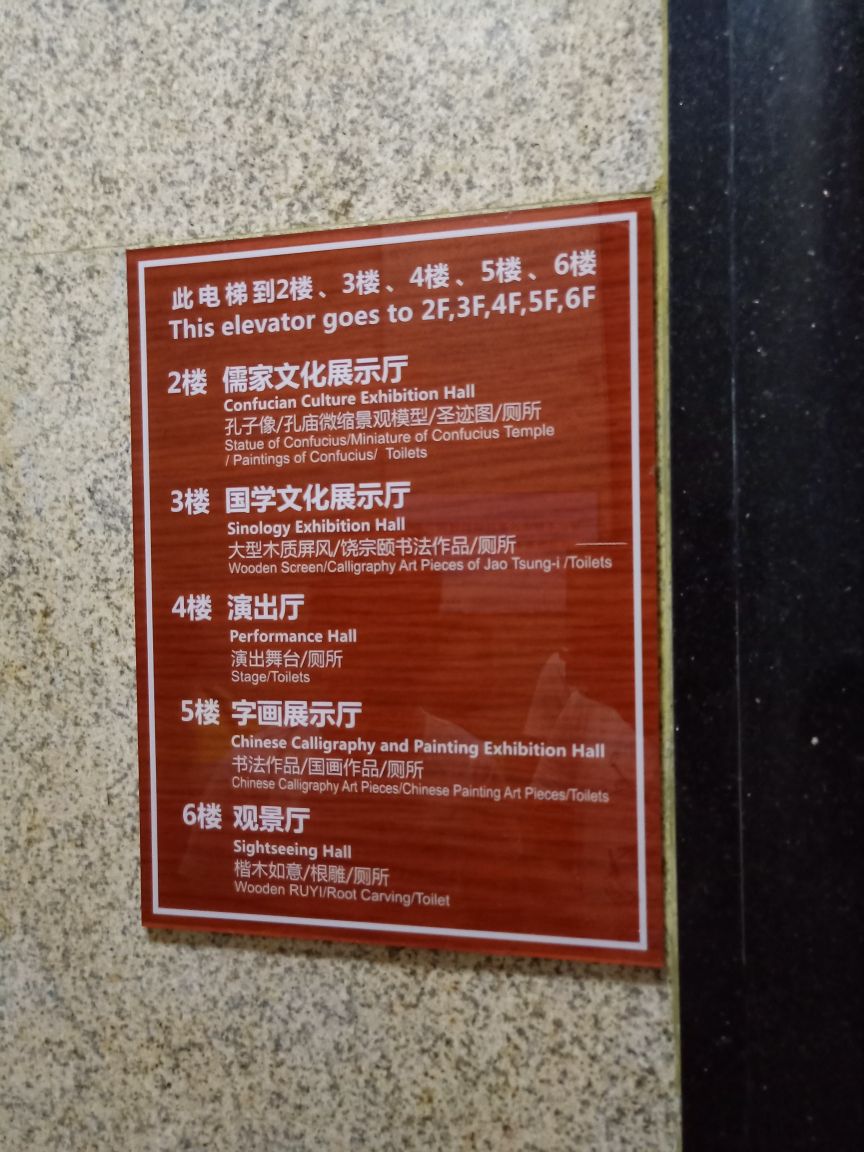 此电梯到2楼、3楼、4楼、5楼、6楼
This elevator goes to 2F,3F,4F,5F,6F
2楼 儒家文化展示厅
Confucian Culture Exhibition Hall
孔子像/孔庙微缩景观模型/圣迹图/厕所
Statue of Confucius/Miniature of Confucius Temple
/ Paintings of Confucius/ Toilets
3楼 国学文化展示厅
Sinology Exhibition Hall
大型木质屏风/饶宗颐书法作品/厕所
Wooden Screen/Calligraphy Art Pieces of Jao Tsung-i /Toilets
4楼 演出厅
Performance Hall
演出舞台/厕所
Stage/Toilets
5楼 字画展示厅
Chinese Calligraphy and Painting Exhibition Hall
书法作品/国画作品/厕所
Chinese Calligraphy Art Pieces/Chinese Painting Art Pieces/Toilets
6楼 观景厅
Sightseeing Hall
楷木如意/根雕/厕所
Wooden RUYI/Root Carving/Toilet